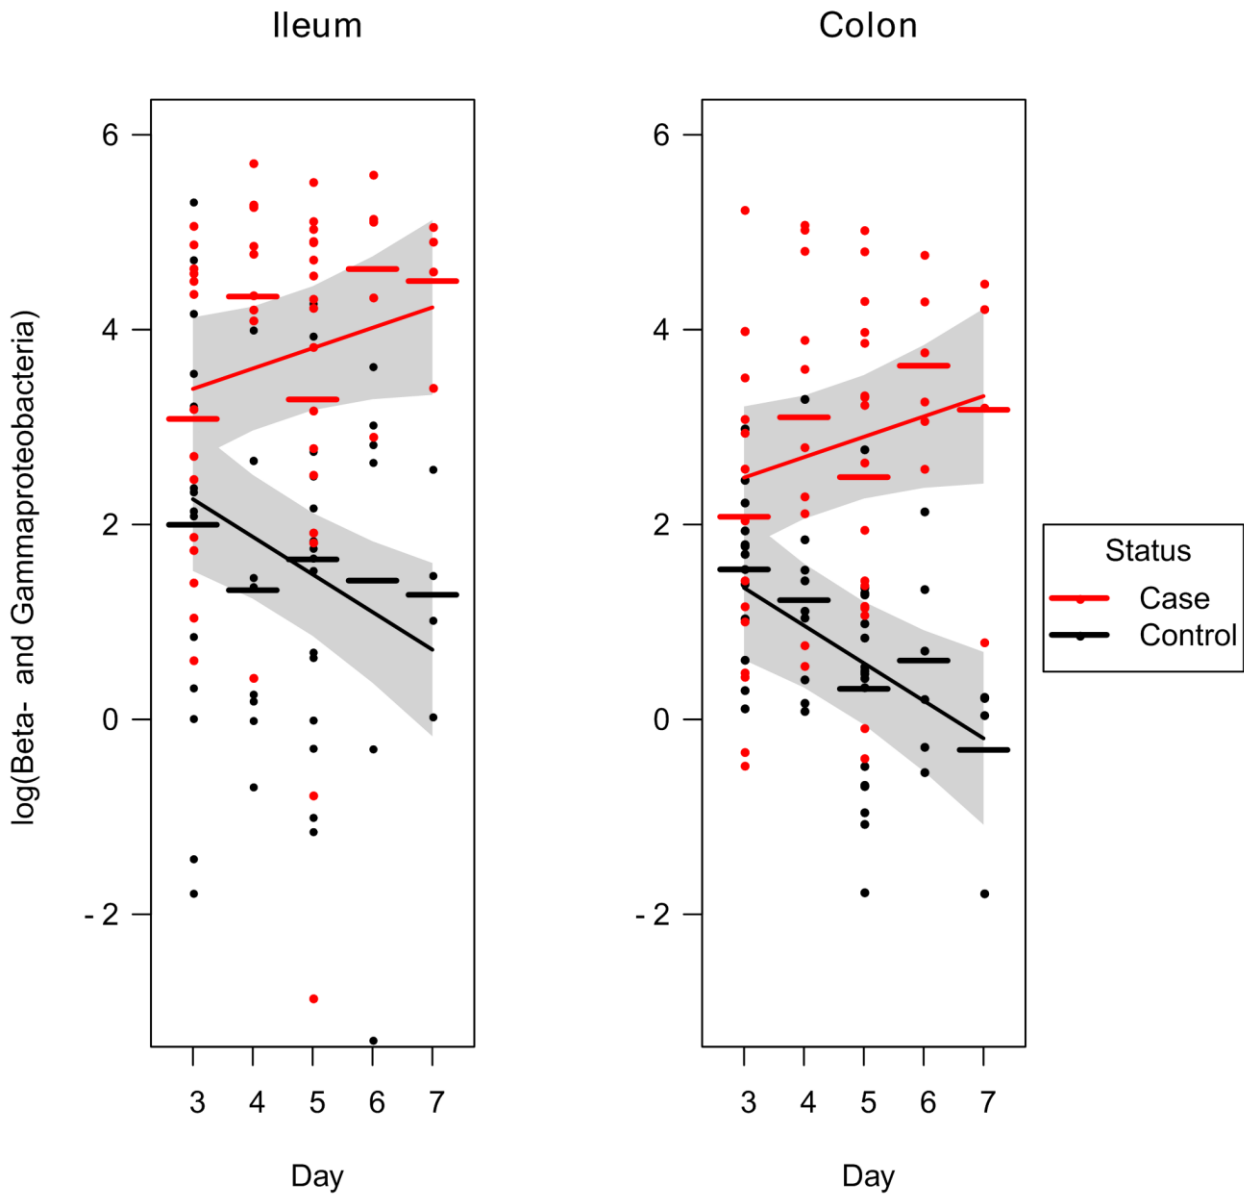 Ileum
Colon
log(Beta- and Gammaproteobacteria)
6
4
2
0
- 2
3 4 5 6 7
Day
6
4
2
0
- 2
3 4 5 6 7
Day
Status
Case
Control